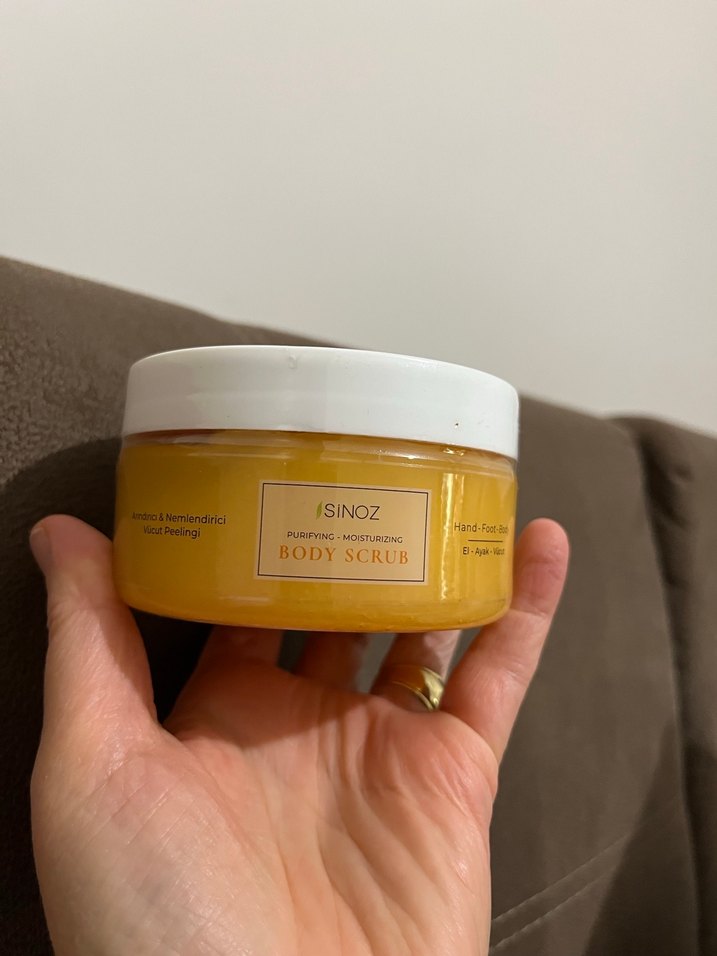 Arındırıcı & Nemlendirici
Vücut Peelingi
SiNOZ
PURIFYING - MOISTURIZING
BODY SCRUB
Hand - Foot - Body
El - Ayak - Vücut